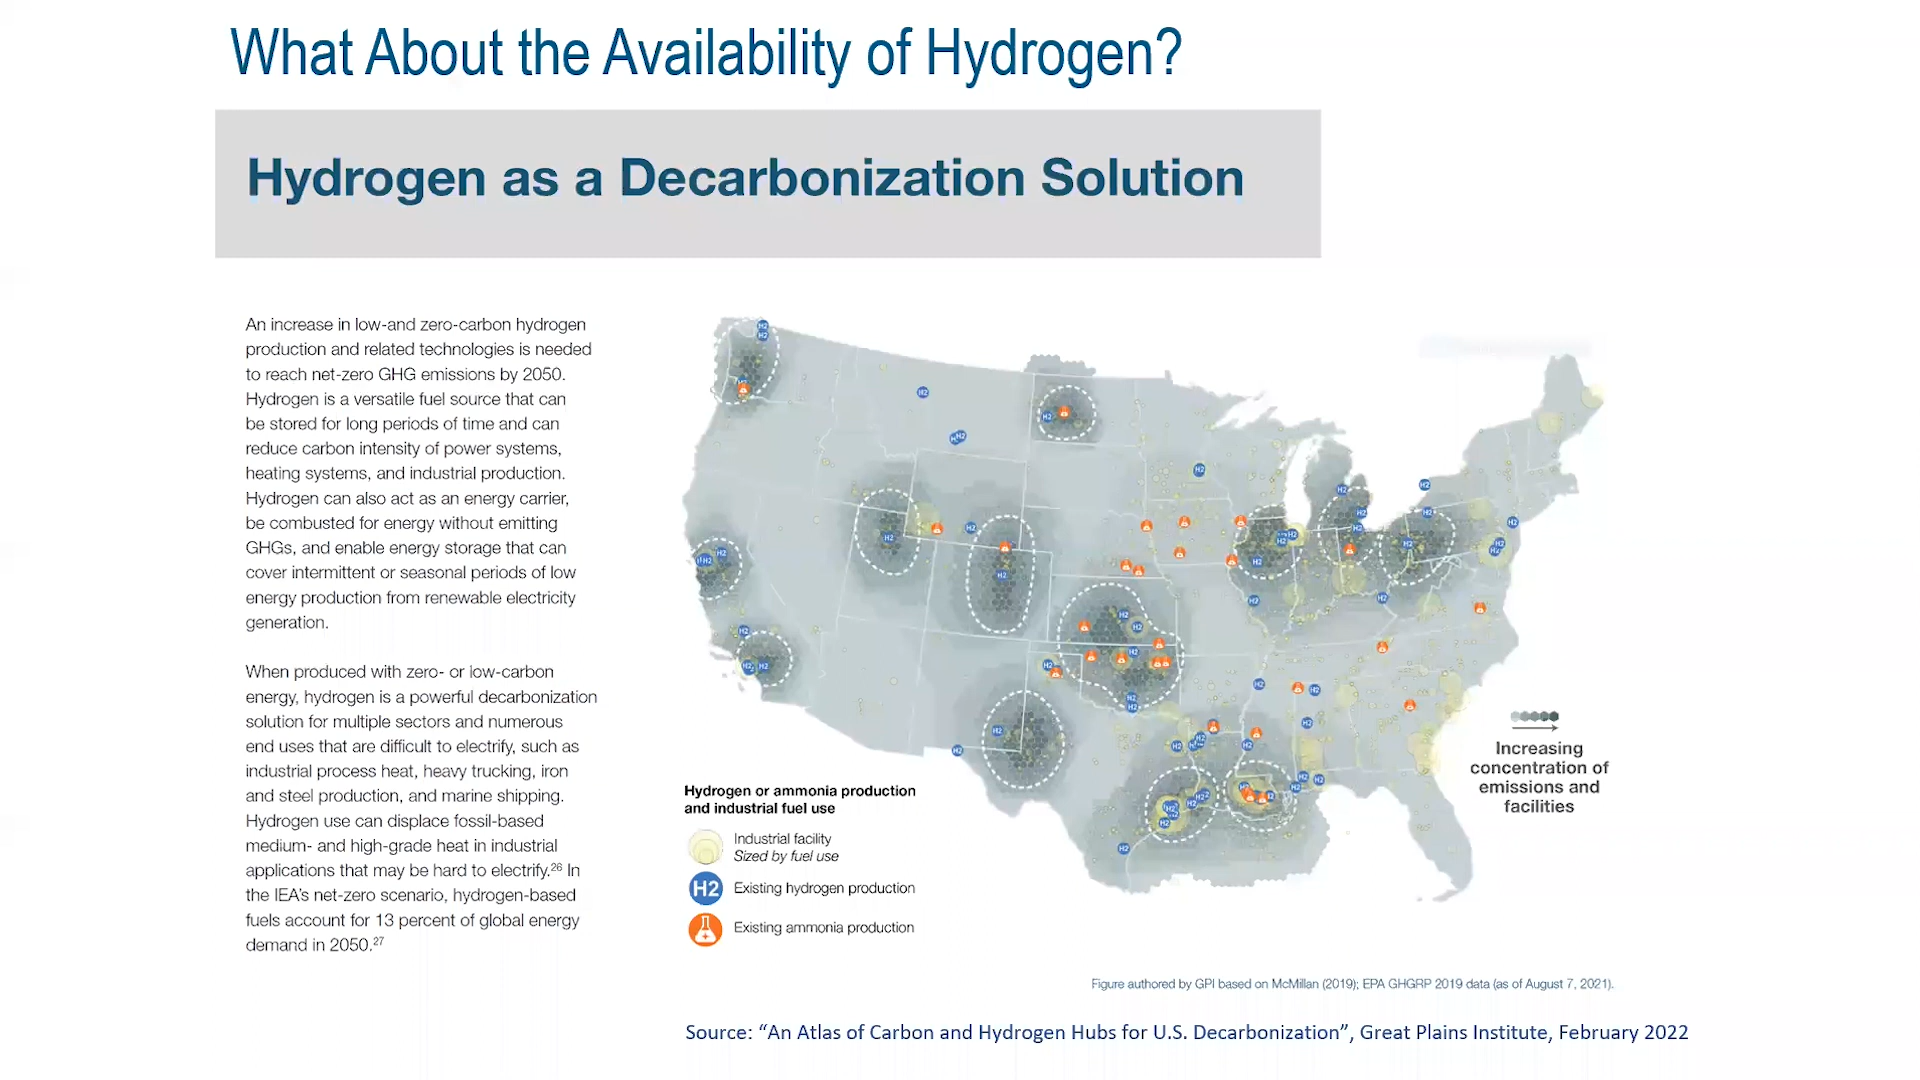 What About the Availability of Hydrogen?
Hydrogen as a Decarbonization Solution
An increase in low-and zero-carbon hydrogen
production and related technologies is needed
to reach net-zero GHG emissions by 2050.
Hydrogen is a versatile fuel source that can
be stored for long periods of time and can
reduce carbon intensity of power systems,
heating systems, and industrial production.
Hydrogen can also act as an energy carrier,
be combusted for energy without emitting
GHGs, and enable energy storage that can
cover intermittent or seasonal periods of low
energy production from renewable electricity
generation.
When produced with zero- or low-carbon
energy, hydrogen is a powerful decarbonization
solution for multiple sectors and numerous
end uses that are difficult to electrify, such as
industrial process heat, heavy trucking, iron
and steel production, and marine shipping.
Hydrogen use can displace fossil-based
medium- and high-grade heat in industrial
applications that may be hard to electrify.26 In
the IEA's net-zero scenario, hydrogen-based
fuels account for 13 percent of global energy
demand in 2050.27
Increasing
concentration of
emissions and
facilities
Hydrogen or ammonia production
and industrial fuel use
Industrial facility
Sized by fuel use
H2 Existing hydrogen production
Existing ammonia production
Figure authored by GPI based on McMillan (2019); EPA GHGRP 2019 data (as of August 7, 2021).
Source: “An Atlas of Carbon and Hydrogen Hubs for U.S. Decarbonization”, Great Plains Institute, February 2022